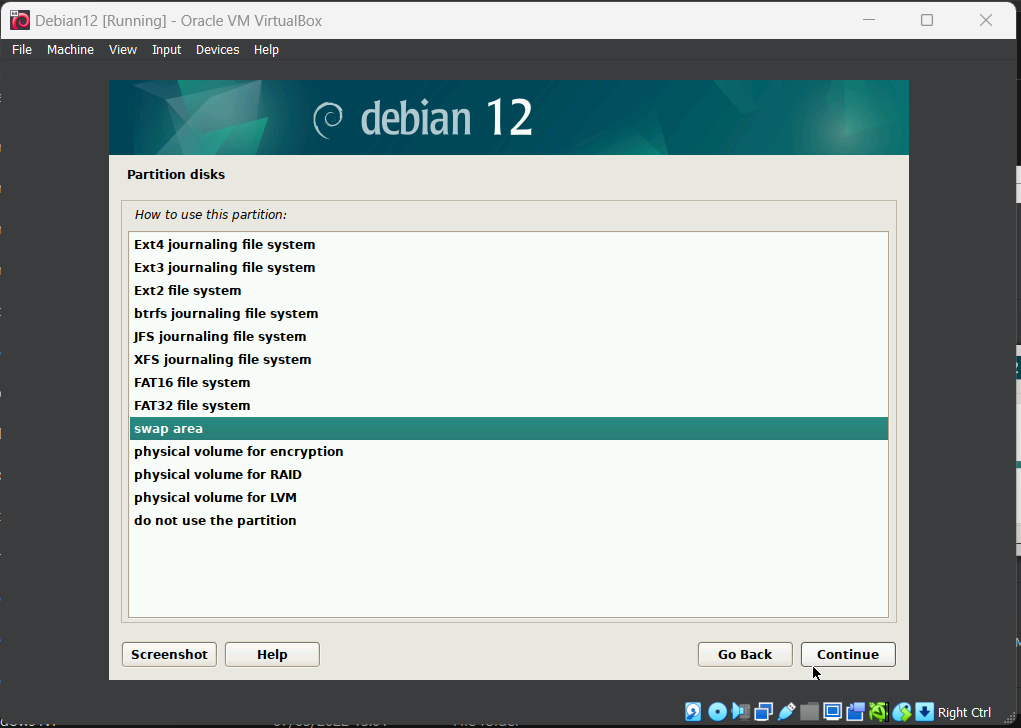 Debian12 [Running] - Oracle VM VirtualBox
File Machine View Input Devices Help
debian 12
Partition disks
How to use this partition:
Ext4 journaling file system
Ext3 journaling file system
Ext2 file system
btrfs journaling file system
JFS journaling file system
XFS journaling file system
FAT16 file system
FAT32 file system
swap area
physical volume for encryption
physical volume for RAID
physical volume for LVM
do not use the partition
Screenshot Help Go Back Continue
Right Ctrl